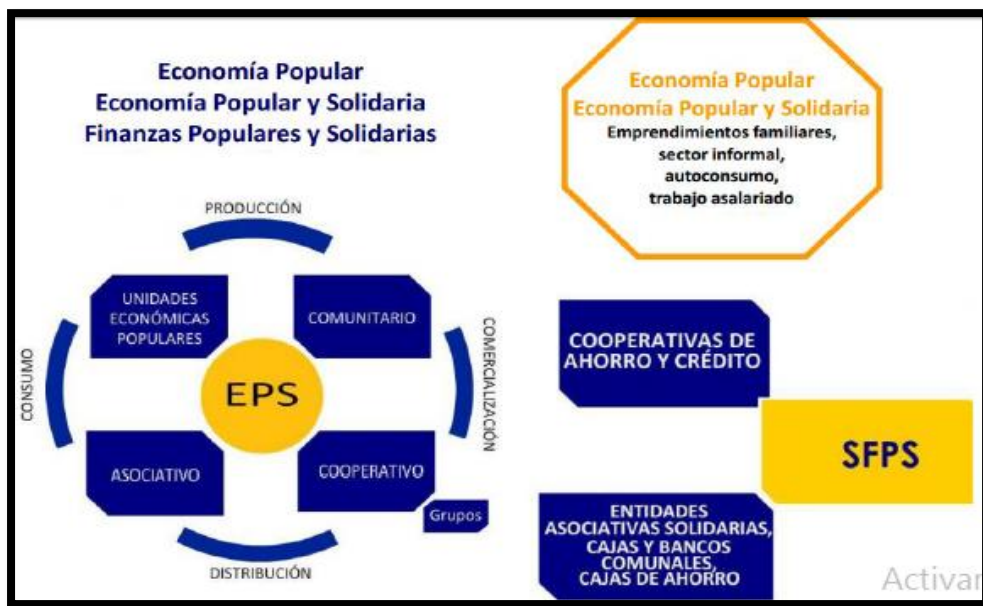 Economía Popular
Economía Popular y Solidaria
Finanzas Populares y Solidarias
PRODUCCIÓN
UNIDADES
ECONÓMICAS
POPULARES
COMUNITARIO
CONSUMO
EPS
COMERCIALIZACIÓN
ASOCIATIVO
COOPERATIVO
Grupos
DISTRIBUCIÓN
Economía Popular
Economía Popular y Solidaria
Emprendimientos familiares,
sector informal,
autoconsumo,
trabajo asalariado
COOPERATIVAS DE
AHORRO Y CRÉDITO
SFPS
ENTIDADES
ASOCIATIVAS SOLIDARIAS,
CAJAS Y BANCOS
COMUNALES,
CAJAS DE AHORRO
Activar